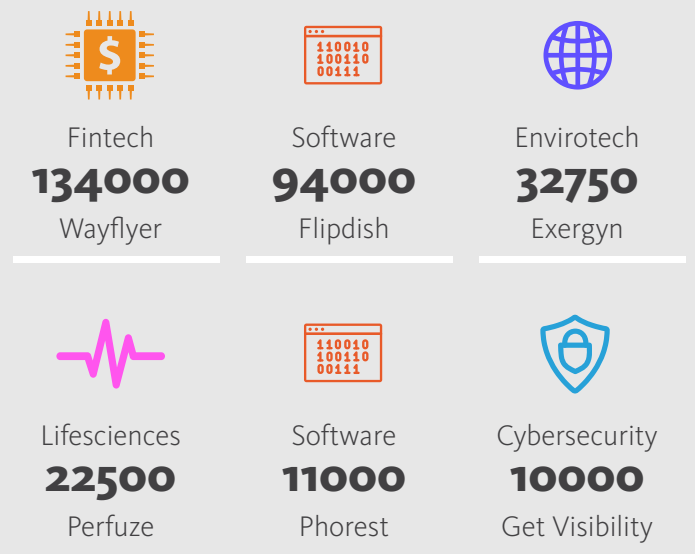 $
110010
100110
00111
Fintech
134000
Wayflyer
Software
94000
Flipdish
Envirotech
32750
Exergyn
Lifesciences
22500
Perfuze
110010
100110
00111
Software
11000
Phorest
Cybersecurity
10000
Get Visibility